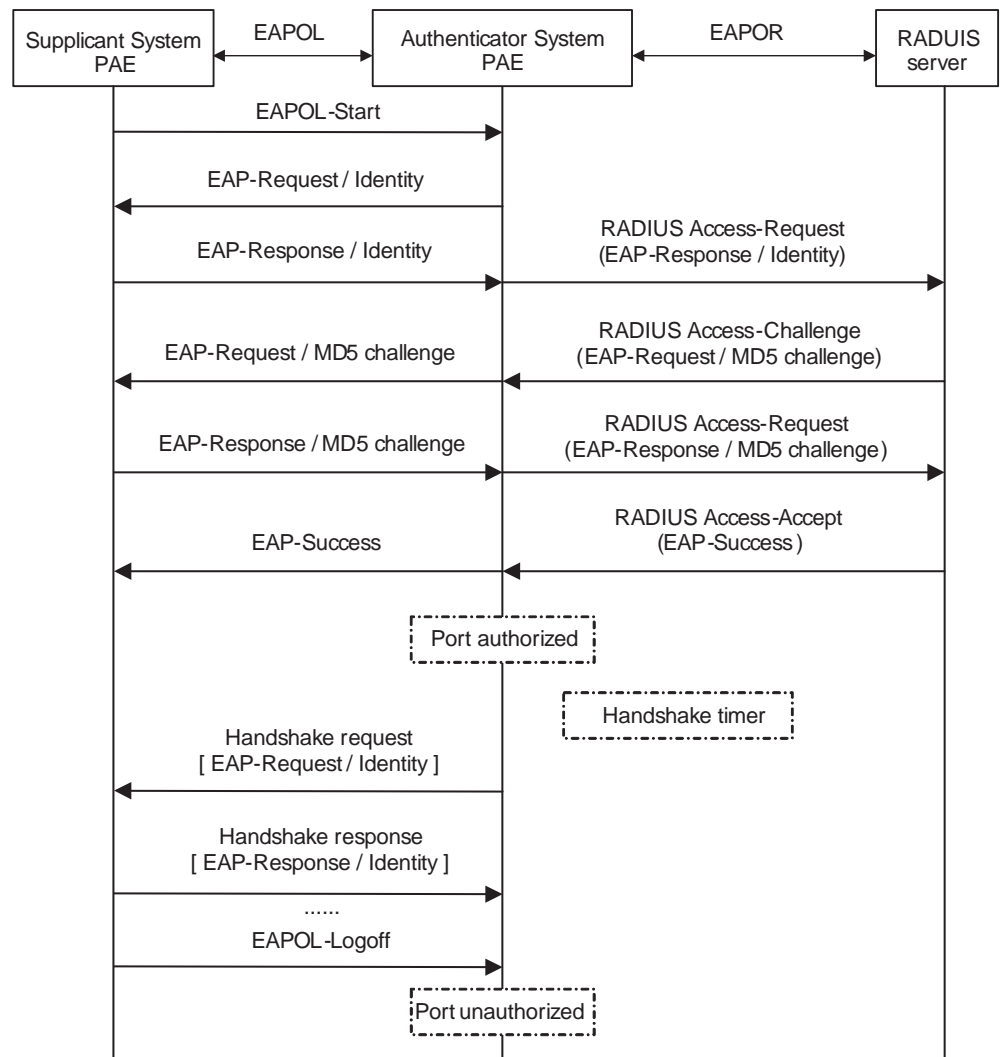 Supplicant System
PAE
EAPOL
Authenticator System
PAE
EAPOR
RADUIS
server
EAPOL-Start
EAP-Request / Identity
EAP-Response / Identity
RADIUS Access-Request
(EAP-Response / Identity)
EAP-Request / MD5 challenge
RADIUS Access-Challenge
(EAP-Request / MD5 challenge)
EAP-Response / MD5 challenge
RADIUS Access-Request
(EAP-Response / MD5 challenge)
EAP-Success
RADIUS Access-Accept
(EAP-Success)
Port authorized
Handshake timer
Handshake request
[ EAP-Request / Identity ]
Handshake response
[ EAP-Response / Identity ]
......
EAPOL-Logoff
Port unauthorized